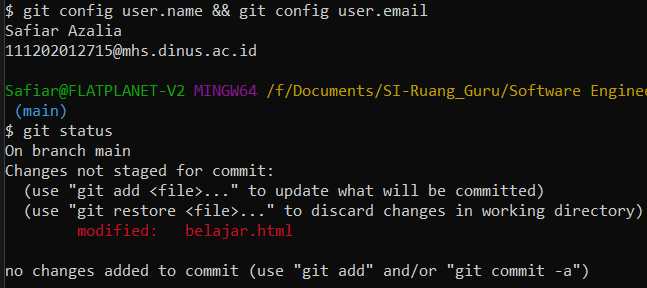 $ git config user.name && git config user.email
Safiar Azalia
111202012715@mhs.dinus.ac.id
Safiar@FLATPLANET-V2 MINGW64 /f/Documents/SI-Ruang_Guru/Software Enginee
(main)
$ git status
On branch main
Changes not staged for commit:
(use "git add <file>..." to update what will be committed)
(use "git restore <file>..." to discard changes in working directory)
modified: belajar.html
no changes added to commit (use "git add" and/or "git commit -a")